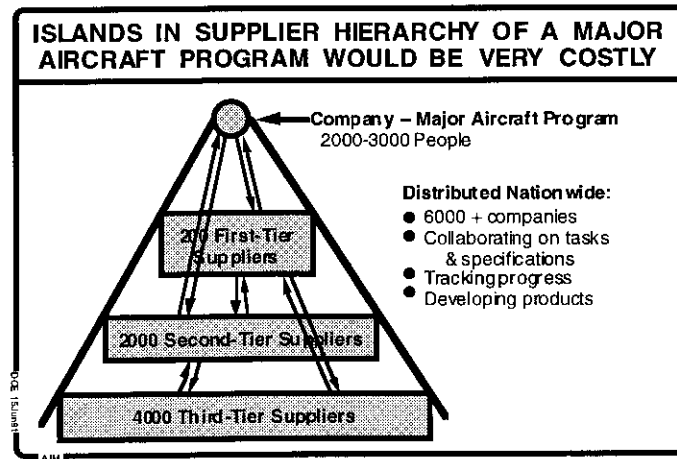 ISLANDS IN SUPPLIER HIERARCHY OF A MAJOR
AIRCRAFT PROGRAM WOULD BE VERY COSTLY
Company – Major Aircraft Program
2000-3000 People
Distributed Nationwide:
● 6000 + companies
● Collaborating on tasks
& specifications
● Tracking progress
● Developing products
200 First-Tier
Suppliers
2000 Second-Tier Suppliers
4000 Third-Tier Suppliers